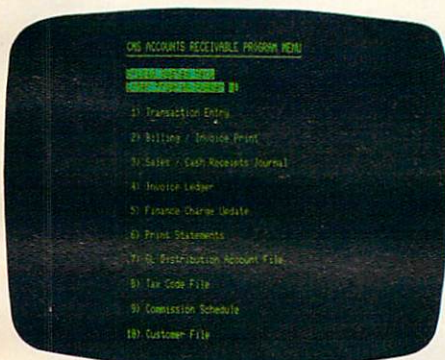 CMS ACCOUNTS RECEIVABLE PROGRAM MENU
1) Transaction Entry
2) Billing / Invoice Print
3) Sales / Cash Receipts Journal
4) Invoice Ledger
5) Finance Charge Update
6) Print Statements
7) GL Distribution Account File
8) Tax Code File
9) Commission Schedule
10) Customer File